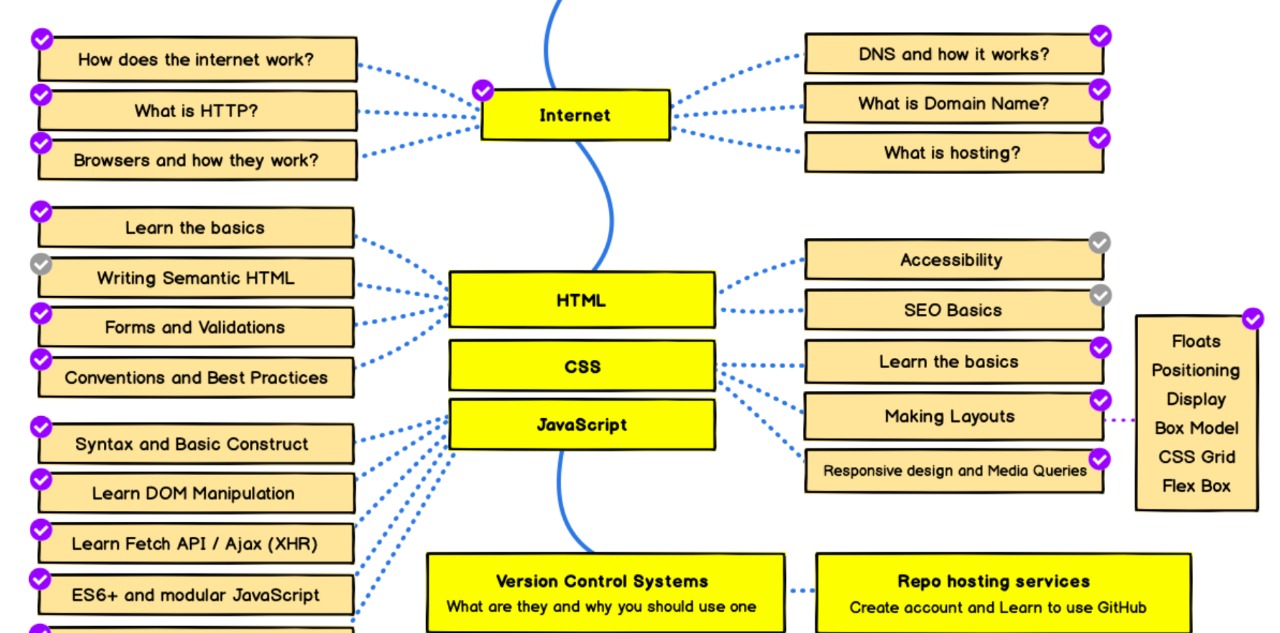 How does the internet work?
What is HTTP?
Browsers and how they work?
Internet
DNS and how it works?
What is Domain Name?
What is hosting?
Learn the basics
Writing Semantic HTML
Forms and Validations
Conventions and Best Practices
HTML
Accessibility
SEO Basics
CSS
Learn the basics
Making Layouts
Responsive design and Media Queries
Floats
Positioning
Display
Box Model
CSS Grid
Flex Box
JavaScript
Syntax and Basic Construct
Learn DOM Manipulation
Learn Fetch API / Ajax (XHR)
ES6+ and modular JavaScript
Version Control Systems
What are they and why you should use one
Repo hosting services
Create account and Learn to use GitHub